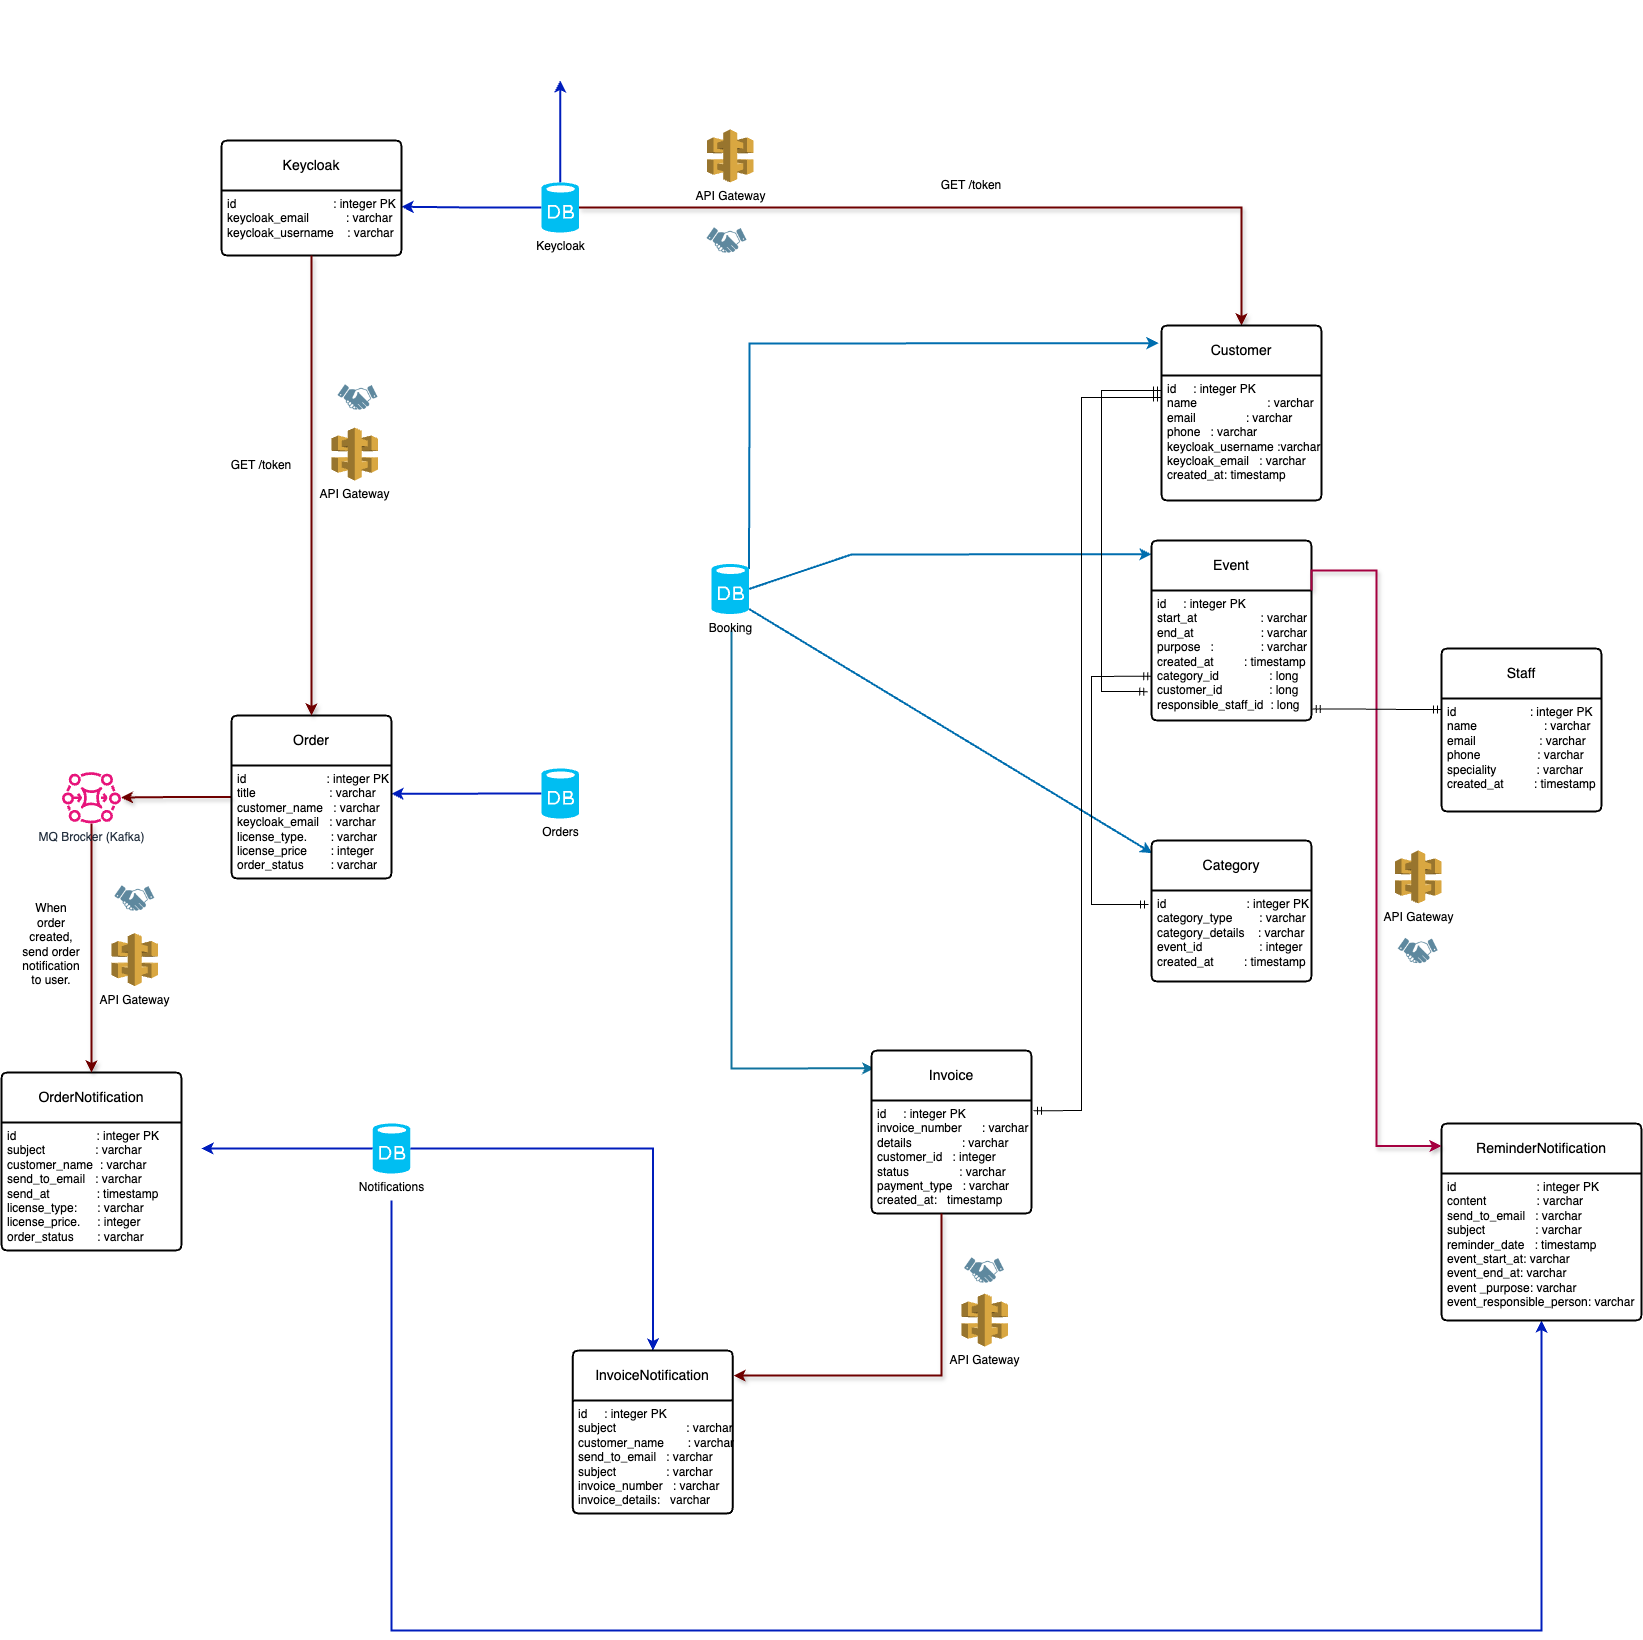 Keycloak
id : integer PK
keycloak_email : varchar
keycloak_username : varchar
DB
Keycloak
API Gateway
GET /token
GET /token
API Gateway
Customer
id : integer PK
name : varchar
email : varchar
phone : varchar
keycloak_username :varchar
keycloak_email : varchar
created_at: timestamp
DB
Booking
Event
id : integer PK
start_at : varchar
end_at : varchar
purpose : : varchar
created_at : timestamp
category_id : long
customer_id : long
responsible_staff_id : long
Staff
id : integer PK
name : varchar
email : varchar
phone : varchar
speciality : varchar
created_at : timestamp
Order
id : integer PK
title : varchar
customer_name : varchar
keycloak_email : varchar
license_type. : varchar
license_price : integer
order_status : varchar
DB
Orders
MQ Brocker (Kafka)
When
order
created,
send order
notification
to user.
API Gateway
Category
id : integer PK
category_type : varchar
category_details : varchar
event_id : integer
created_at : timestamp
API Gateway
OrderNotification
id : integer PK
subject : varchar
customer_name : varchar
send_to_email : varchar
send_at : timestamp
license_type: : varchar
license_price. : integer
order_status : varchar
DB
Notifications
Invoice
id : integer PK
invoice_number : varchar
details : varchar
customer_id : integer
status : varchar
payment_type : varchar
created_at: timestamp
API Gateway
ReminderNotification
id : integer PK
content : varchar
send_to_email : varchar
subject : varchar
reminder_date : timestamp
event_start_at: varchar
event_end_at: varchar
event _purpose: varchar
event_responsible_person: varchar
InvoiceNotification
id : integer PK
subject : varchar
customer_name : varchar
send_to_email : varchar
subject : varchar
invoice_number : varchar
invoice_details: varchar